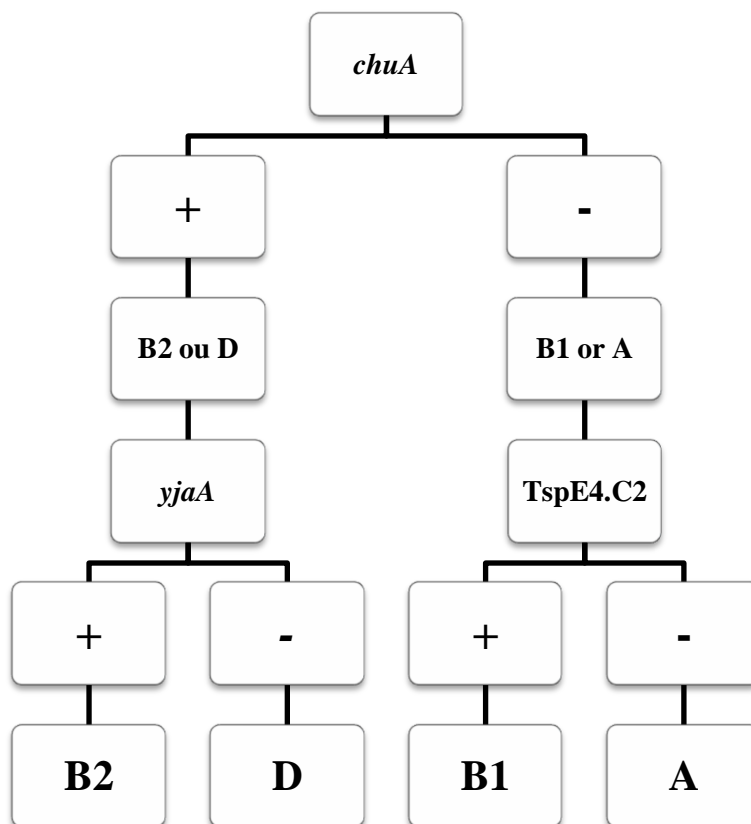 chuA
+
-
B2 ou D
B1 or A
yjaA
TspE4.C2
+
-
+
-
B2
D
B1
A